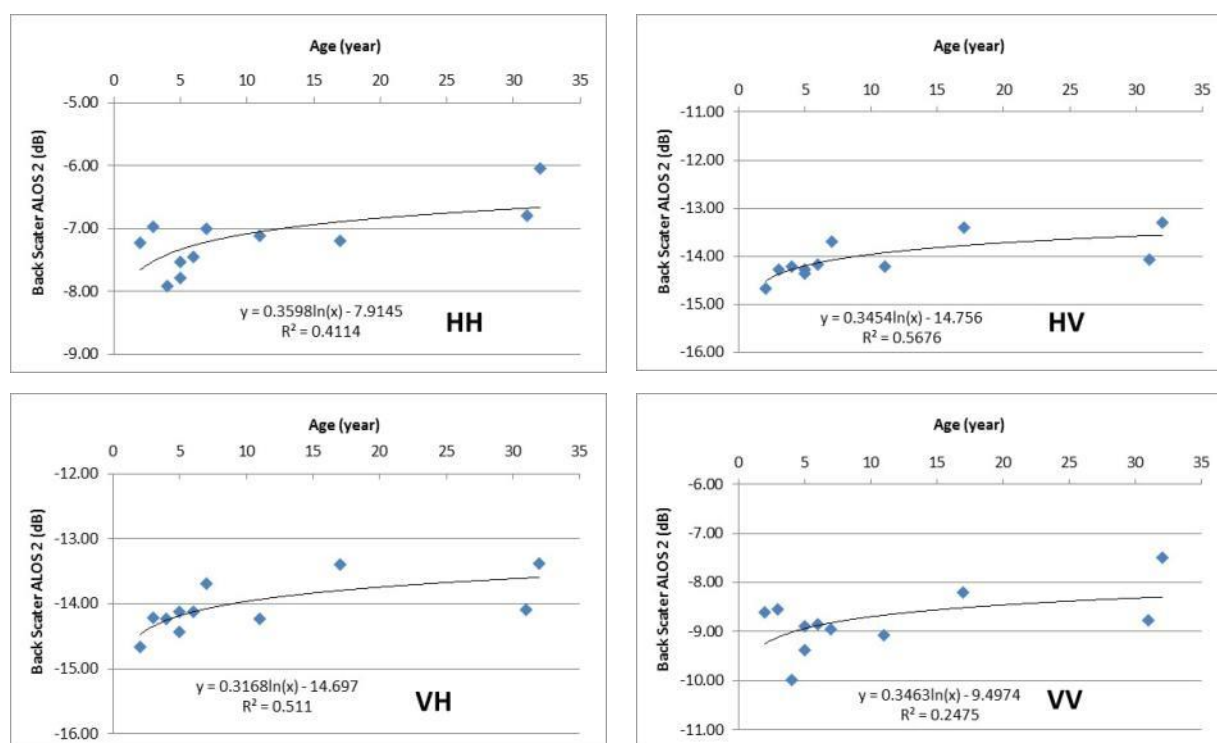 Age (year)
0 5 10 15 20 25 30 35
-5.00
-6.00
-7.00
-8.00
-9.00
Back Scater ALOS 2 (dB)
y = 0.3598ln(x) - 7.9145
R² = 0.4114
HH
Age (year)
0 5 10 15 20 25 30 35
-11.00
-12.00
-13.00
-14.00
-15.00
-16.00
Back Scater ALOS 2 (dB)
y = 0.3454ln(x) - 14.756
R² = 0.5676
HV
Age (year)
0 5 10 15 20 25 30 35
-12.00
-13.00
-14.00
-15.00
-16.00
Back Scater ALOS 2 (dB)
y = 0.3168ln(x) - 14.697
R² = 0.511
VH
Age (year)
0 5 10 15 20 25 30 35
-6.00
-7.00
-8.00
-9.00
-10.00
-11.00
Back Scater ALOS 2 (dB)
y = 0.3463ln(x) - 9.4974
R² = 0.2475
VV